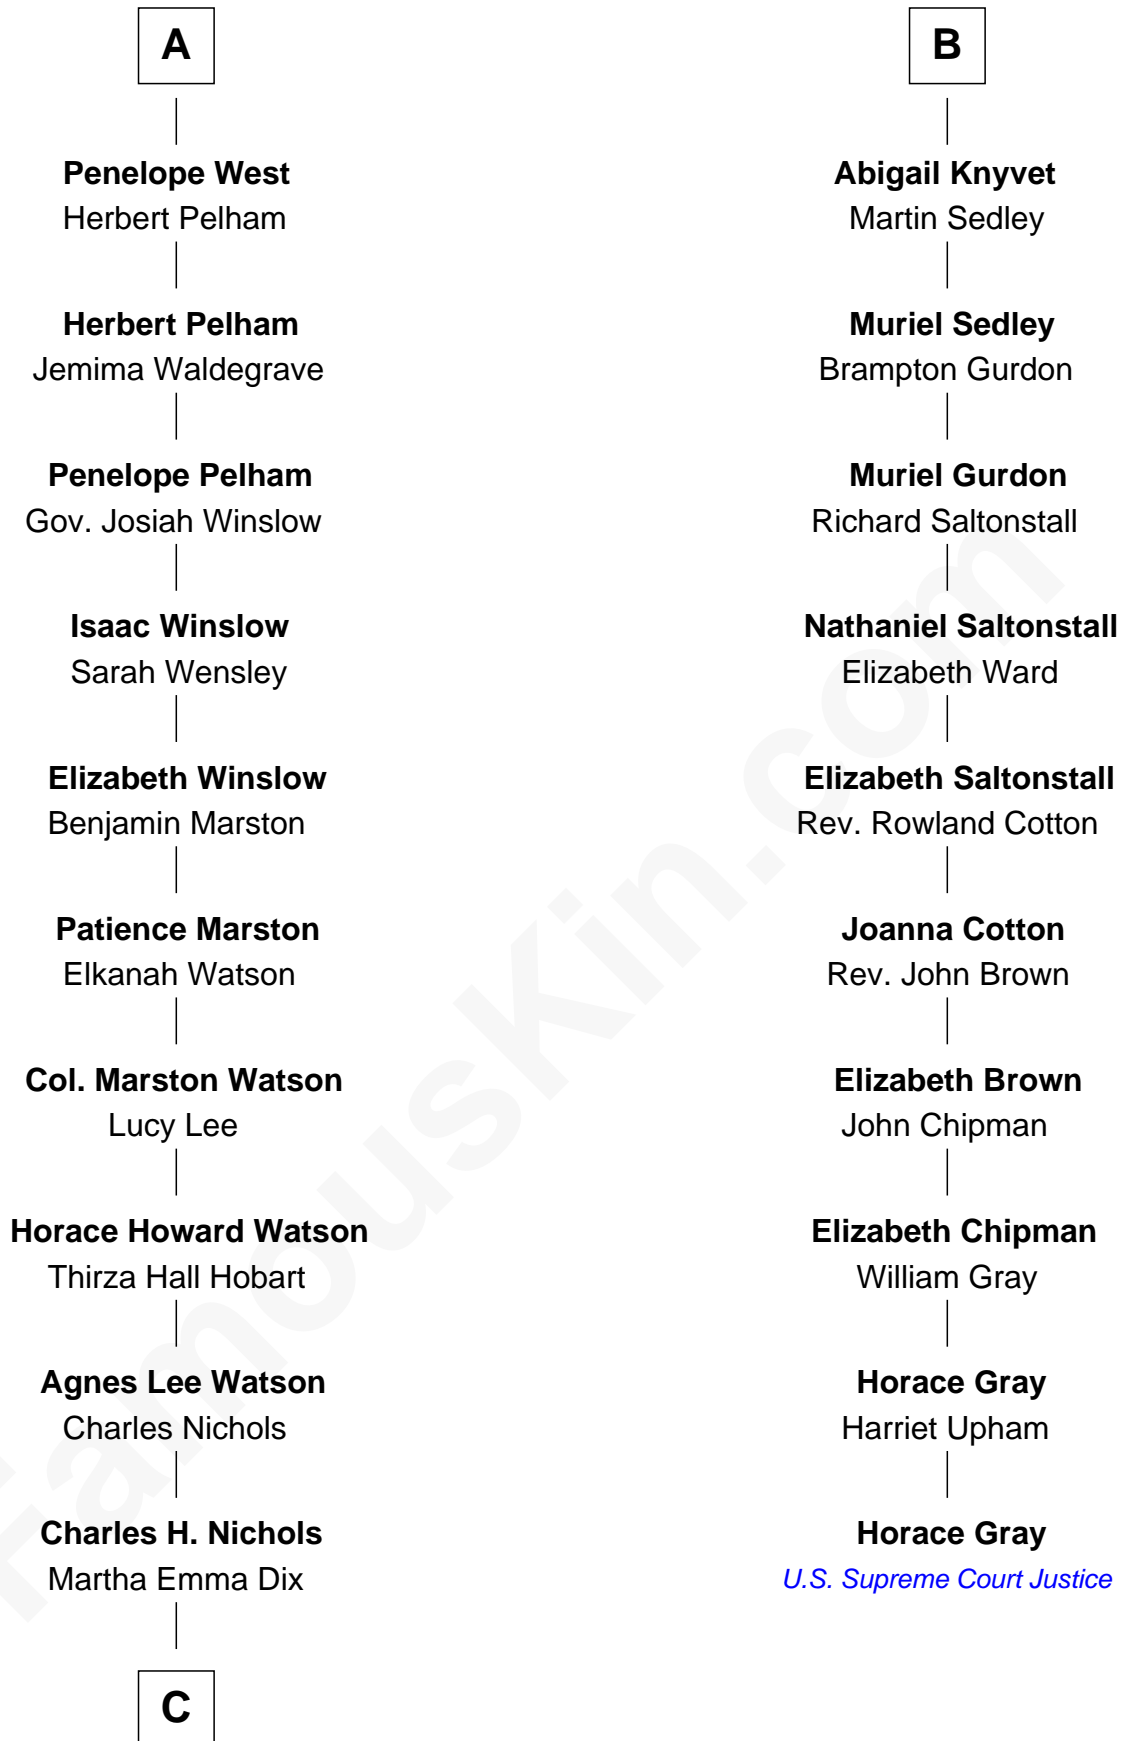 A
Penelope West
Herbert Pelham
Herbert Pelham
Jemima Waldegrave
Penelope Pelham
Gov. Josiah Winslow
Isaac Winslow
Sarah Wensley
Elizabeth Winslow
Benjamin Marston
Patience Marston
Elkanah Watson
Col. Marston Watson
Lucy Lee
Horace Howard Watson
Thirza Hall Hobart
Agnes Lee Watson
Charles Nichols
Charles H. Nichols
Martha Emma Dix
C
B
Abigail Knyvet
Martin Sedley
Muriel Sedley
Brampton Gurdon
Muriel Gurdon
Richard Saltonstall
Nathaniel Saltonstall
Elizabeth Ward
Elizabeth Saltonstall
Rev. Rowland Cotton
Joanna Cotton
Rev. John Brown
Elizabeth Brown
John Chipman
Elizabeth Chipman
William Gray
Horace Gray
Harriet Upham
Horace Gray
U.S. Supreme Court Justice
FamousKin.com